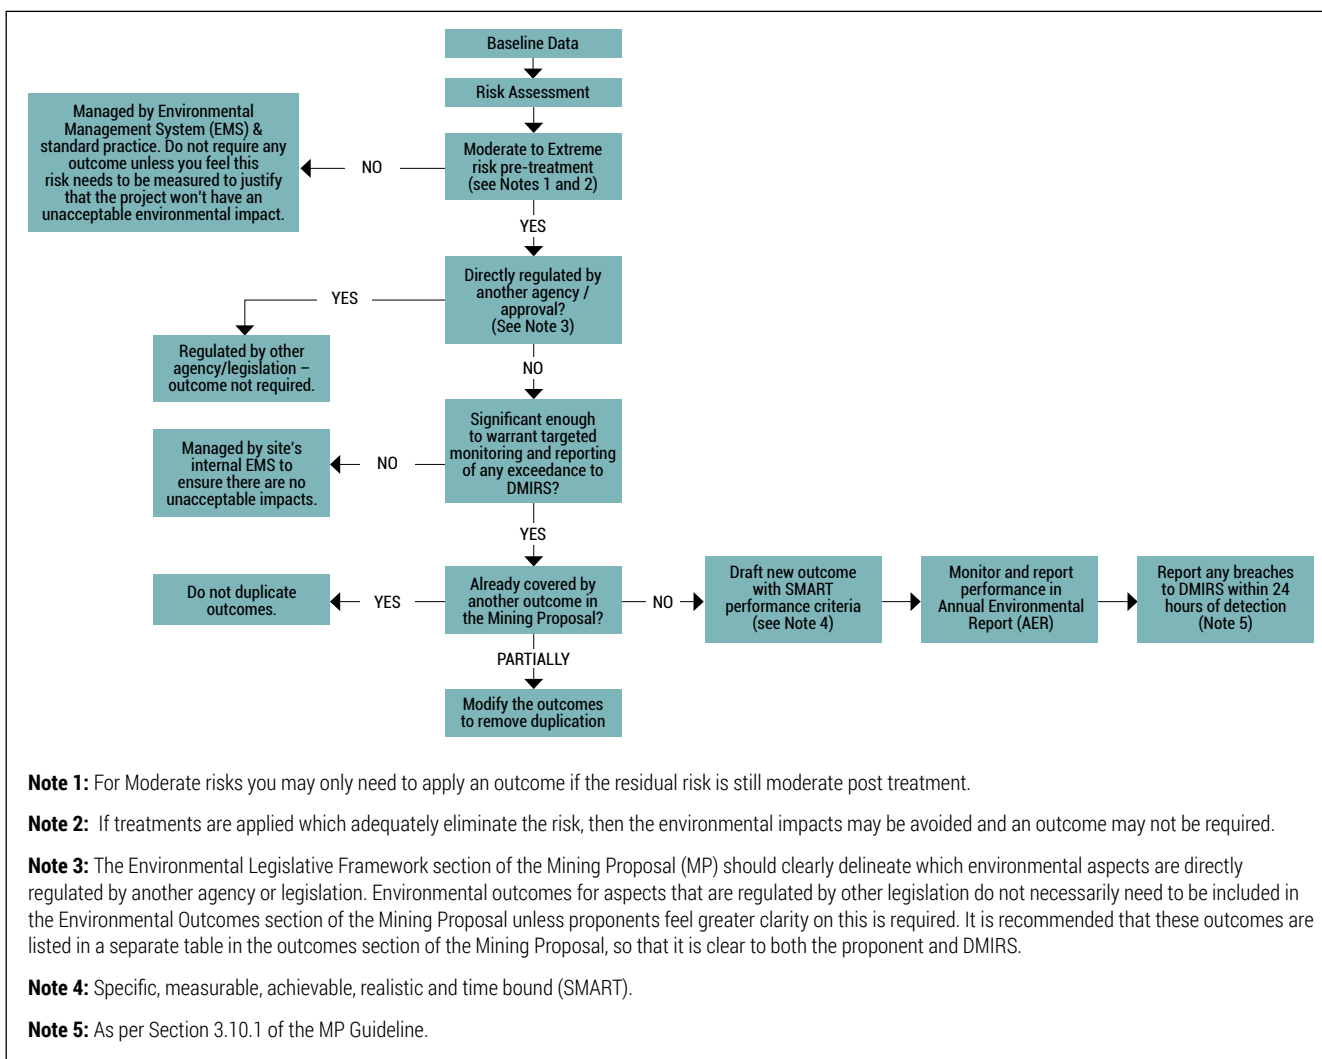 Baseline Data
Risk Assessment
Managed by Environmental
Management System (EMS) &
standard practice. Do not require any
outcome unless you feel this
risk needs to be measured to justify
that the project won't have an
unacceptable environmental impact.
NO
Moderate to Extreme
risk pre-treatment
(see Notes 1 and 2)
YES
Directly regulated by
another agency /
approval?
(See Note 3)
YES
Regulated by other
agency/legislation –
outcome not required.
NO
Significant enough
to warrant targeted
monitoring and reporting
of any exceedance to
DMIRS?
NO
Managed by site's
internal EMS to
ensure there are no
unacceptable impacts.
YES
Already covered by
another outcome in
the Mining Proposal?
YES
Do not duplicate
outcomes.
NO
Draft new outcome
with SMART
performance criteria
(see Note 4)
Monitor and report
performance in
Annual Environmental
Report (AER)
Report any breaches
to DMIRS within 24
hours of detection
(Note 5)
PARTIALLY
Modify the outcomes
to remove duplication
Note 1: For Moderate risks you may only need to apply an outcome if the residual risk is still moderate post treatment.
Note 2: If treatments are applied which adequately eliminate the risk, then the environmental impacts may be avoided and an outcome may not be required.
Note 3: The Environmental Legislative Framework section of the Mining Proposal (MP) should clearly delineate which environmental aspects are directly
regulated by another agency or legislation. Environmental outcomes for aspects that are regulated by other legislation do not necessarily need to be included in
the Environmental Outcomes section of the Mining Proposal unless proponents feel greater clarity on this is required. It is recommended that these outcomes are
listed in a separate table in the outcomes section of the Mining Proposal, so that it is clear to both the proponent and DMIRS.
Note 4: Specific, measurable, achievable, realistic and time bound (SMART).
Note 5: As per Section 3.10.1 of the MP Guideline.